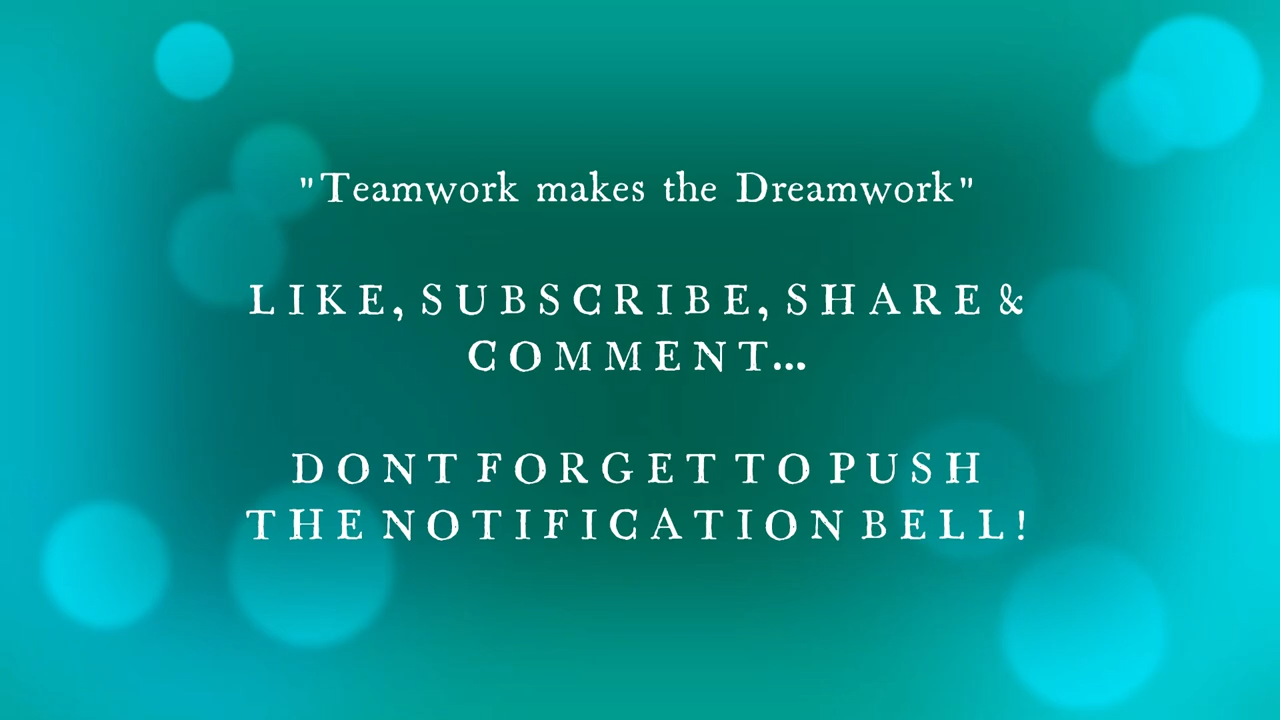 "Teamwork makes the Dreamwork"
LIKE, SUBSCRIBE, SHARE &
COMMENT...
DONT FORGET TO PUSH
THE NOTIFICATION BELL!